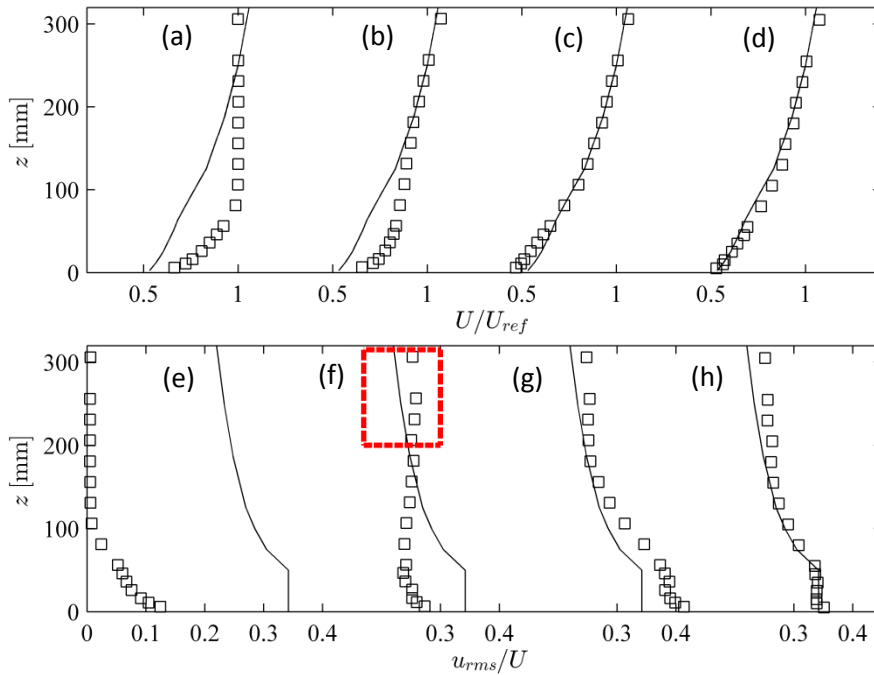 300
(a) (b) (c) (d)
200
z [mm]
100
0
0.5 1 0.5 1 0.5 1 0.5 1
U/U_ref
300
(e) (f) (g) (h)
200
z [mm]
100
0
0 0.1 0.2 0.3 0.4 0.3 0.4 0.3 0.4 0.3 0.4
u_rms/U